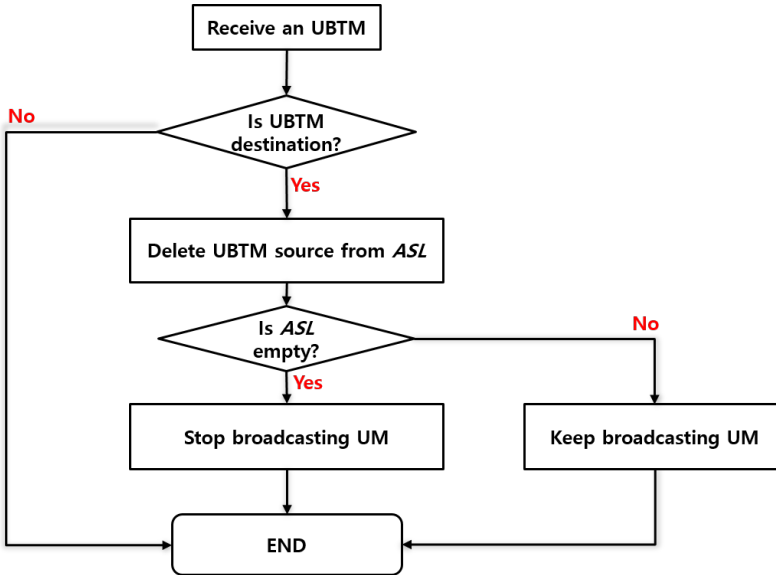 Receive an UBTM
No
Is UBTM
destination?
Yes
Delete UBTM source from ASL
Is ASL
empty?
No
Yes
Stop broadcasting UM
Keep broadcasting UM
END